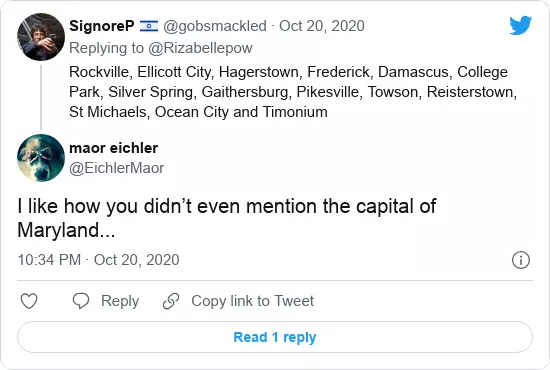 SignoreP 🇮🇱 @gobsmackled · Oct 20, 2020
Replying to @Rizabellepow
Rockville, Ellicott City, Hagerstown, Frederick, Damascus, College
Park, Silver Spring, Gaithersburg, Pikesville, Towson, Reisterstown,
St Michaels, Ocean City and Timonium
maor eichler
@EichlerMaor
I like how you didn’t even mention the capital of
Maryland...
10:34 PM · Oct 20, 2020
Reply
Copy link to Tweet
Read 1 reply